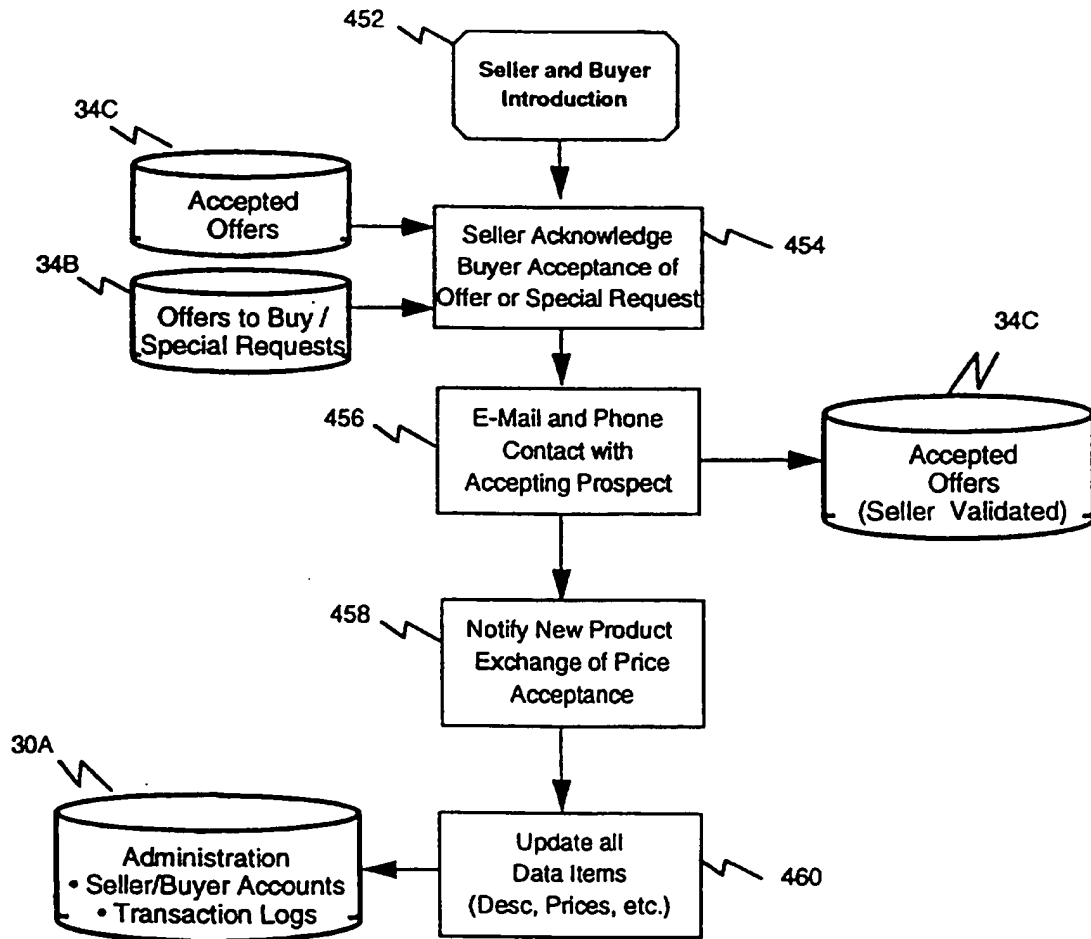 452
Seller and Buyer
Introduction
34C
Accepted
Offers
Seller Acknowledge
Buyer Acceptance of
Offer or Special Request
454
34B
Offers to Buy /
Special Requests
34C
456
E-Mail and Phone
Contact with
Accepting Prospect
Accepted
Offers
(Seller Validated)
458
Notify New Product
Exchange of Price
Acceptance
30A
Administration
• Seller/Buyer Accounts
• Transaction Logs
Update all
Data Items
(Desc, Prices, etc.)
460